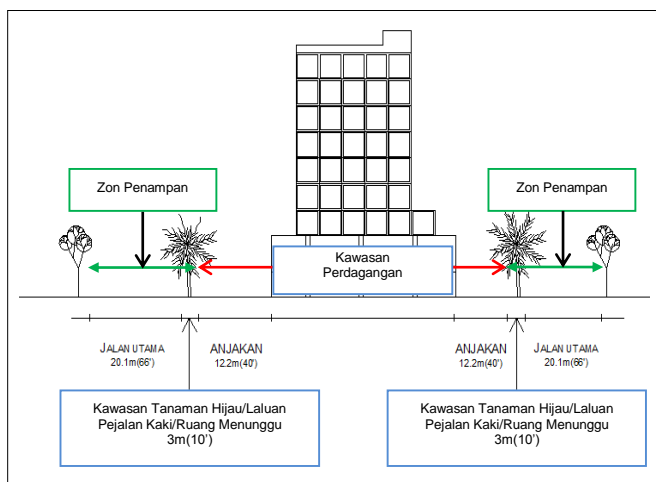 Zon Penampan
Zon Penampan
Kawasan
Perdagangan
JALAN UTAMA
20.1m(66')
ANJAKAN
12.2m(40')
ANJAKAN
12.2m(40')
JALAN UTAMA
20.1m(66')
Kawasan Tanaman Hijau/Laluan
Pejalan Kaki/Ruang Menunggu
3m(10’)
Kawasan Tanaman Hijau/Laluan
Pejalan Kaki/Ruang Menunggu
3m(10’)